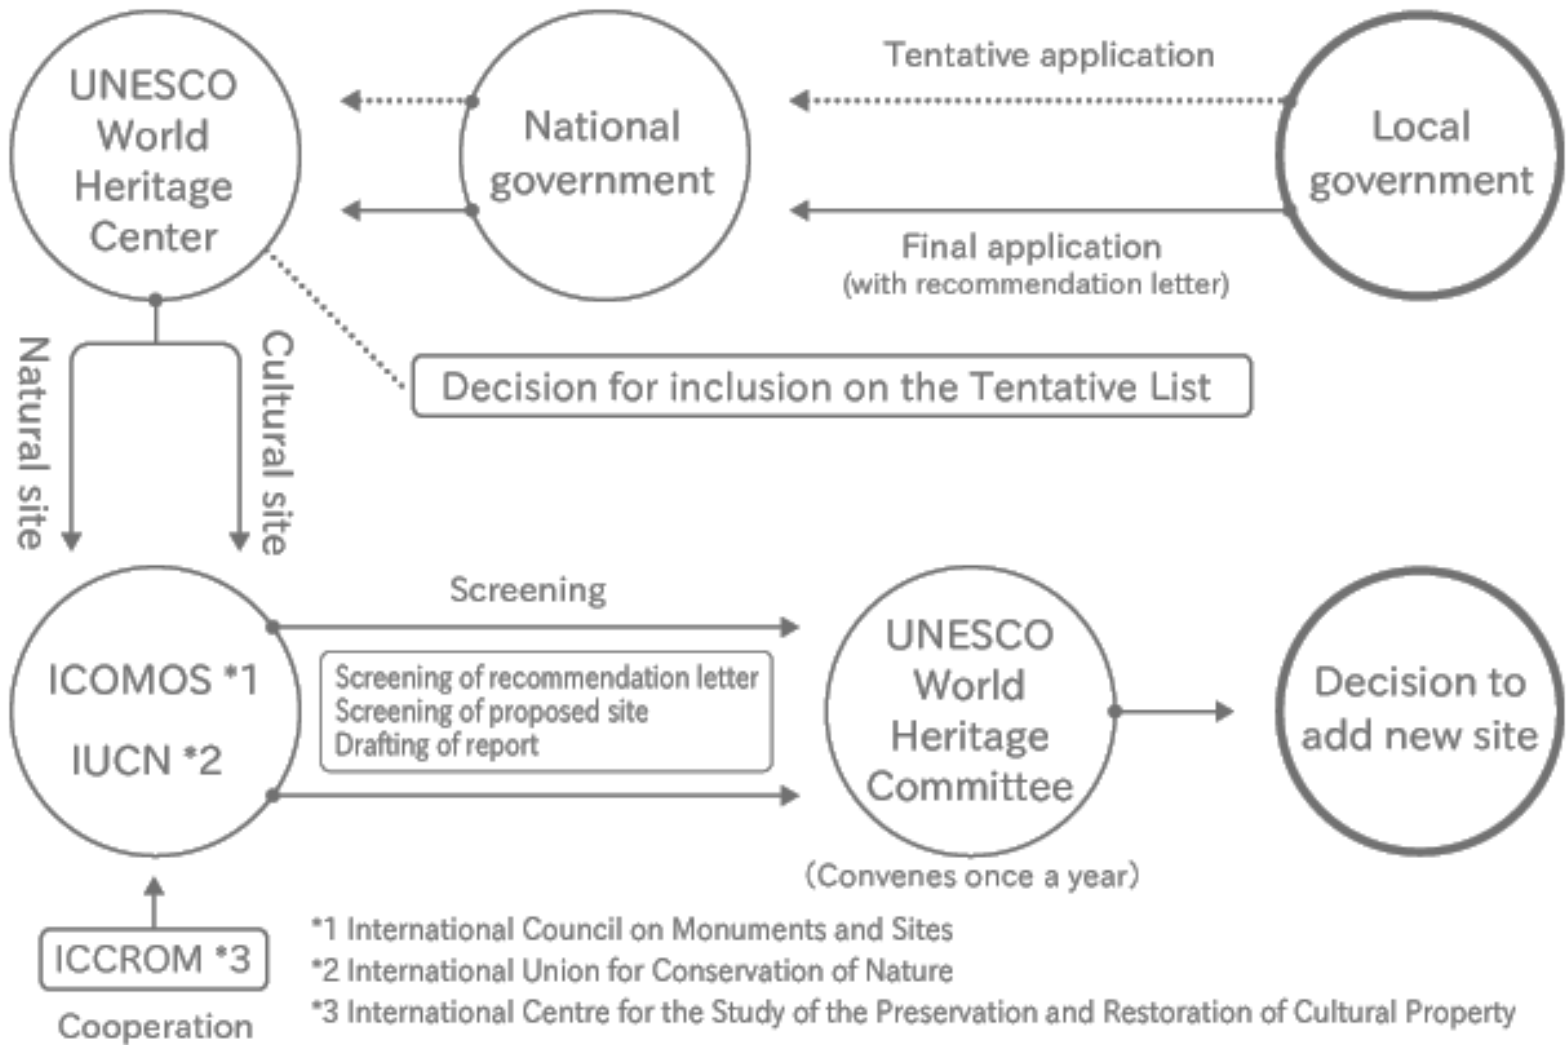 UNESCO
World
Heritage
Center
National
government
Tentative application
Local
government
Final application
(with recommendation letter)
Decision for inclusion on the Tentative List
Natural site
Cultural site
ICOMOS *1
IUCN *2
Screening
Screening of recommendation letter
Screening of proposed site
Drafting of report
UNESCO
World
Heritage
Committee
(Convenes once a year)
Decision to
add new site
ICCROM *3
Cooperation
*1 International Council on Monuments and Sites
*2 International Union for Conservation of Nature
*3 International Centre for the Study of the Preservation and Restoration of Cultural Property